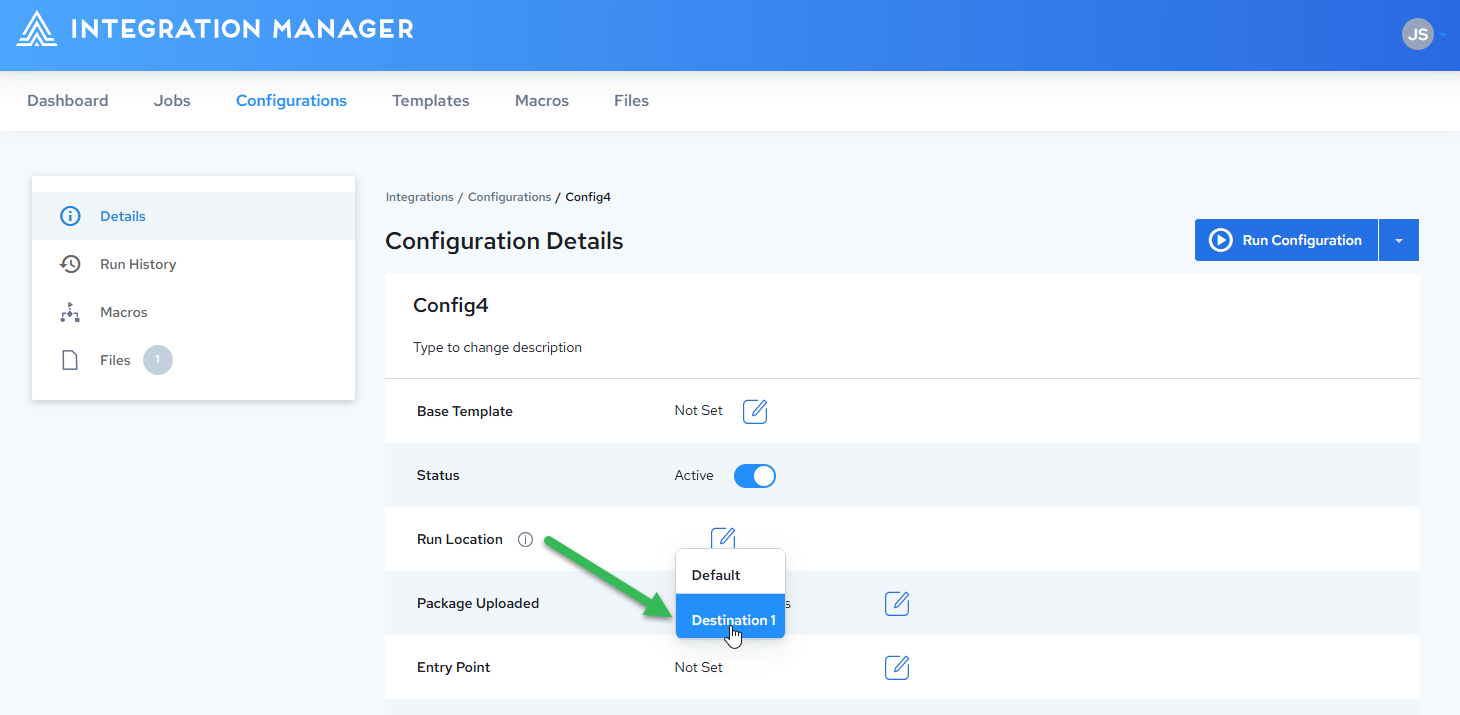 INTEGRATION MANAGER
JS
Dashboard Jobs Configurations Templates Macros Files
Details
Run History
Macros
Files 1
Integrations / Configurations / Config4
Configuration Details
Run Configuration
Config4
Type to change description
Base Template Not Set
Status Active
Run Location
Default
Package Uploaded
Destination 1
Entry Point Not Set